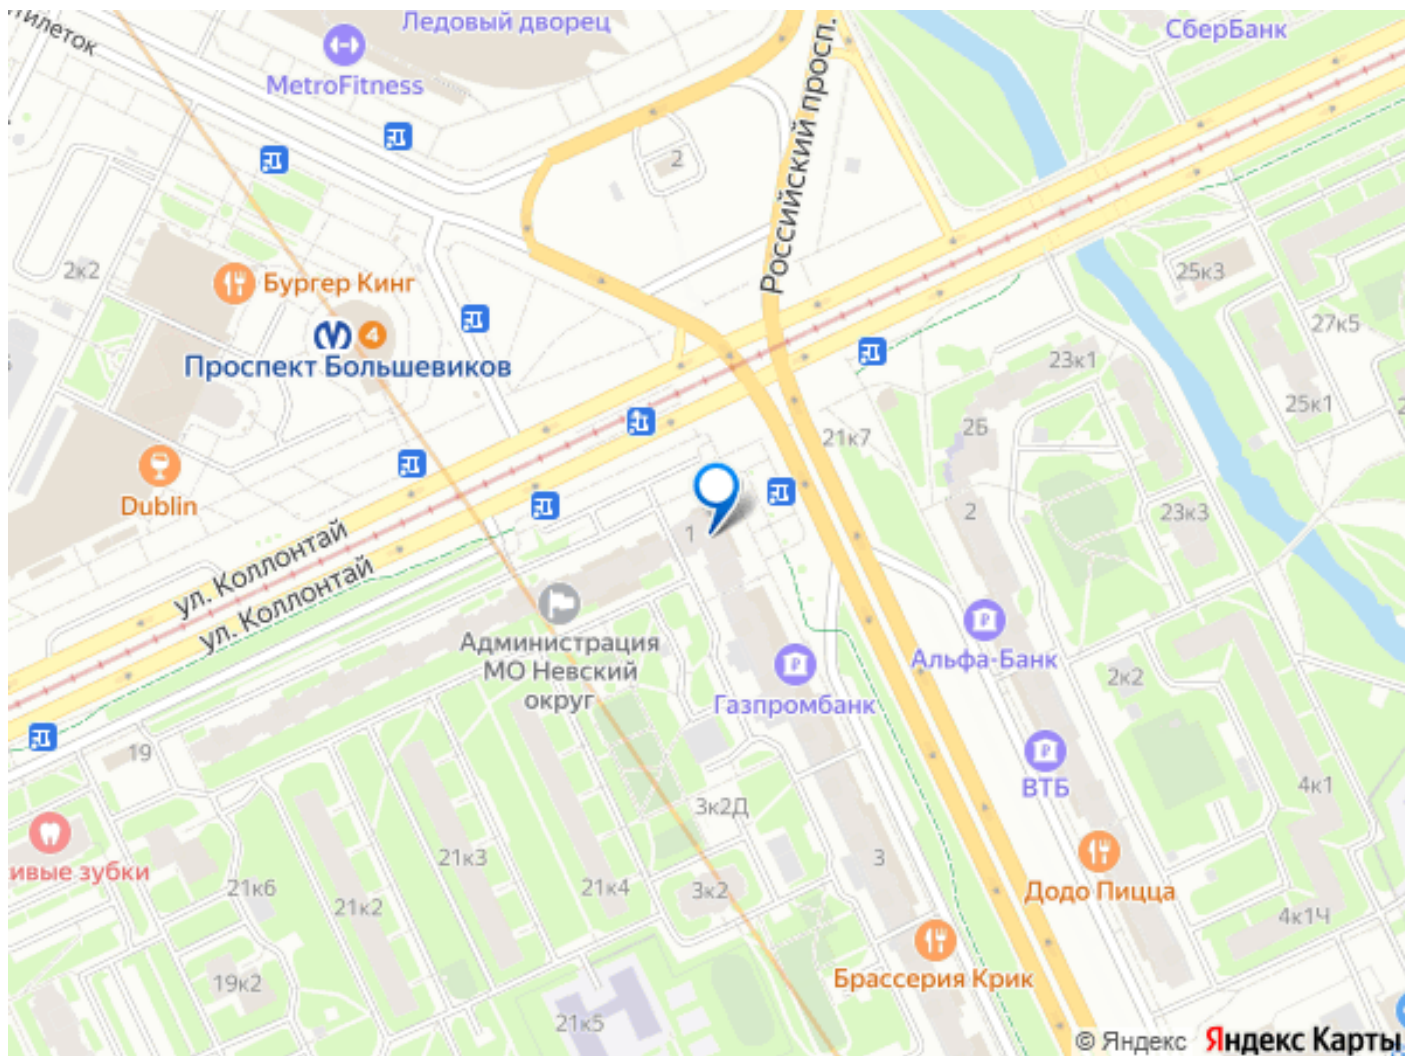 Ледовый дворец
СберБанк
тилеток
MetroFitness
Российский просп.
2
2к2
Бургер Кинг
25к3
4
Проспект Большевиков
27к5
23к1
25к1
2Б
21к7
Dublin
1
2
23к3
ул. Коллонтай
ул. Коллонтай
Администрация
МО Невский
округ
Альфа-Банк
2к2
Газпромбанк
19
ВТБ
4к1
3к2Д
ивые зубки
21к3
3
21к6
21к4
3к2
Додо Пицца
21к2
4к1Ч
19к2
Брассерия Крик
21к5
© Яндекс Яндекс Карты